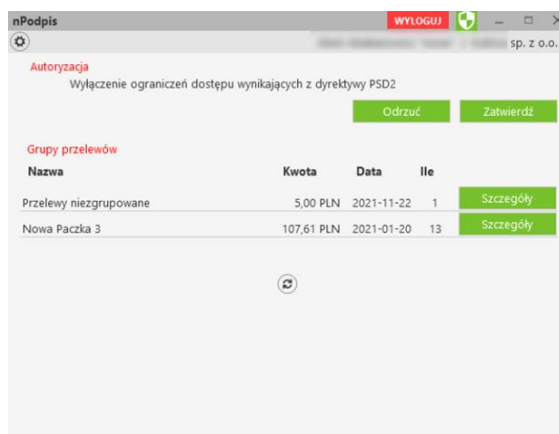 nPodpis WYLOGUJ
sp. z o.o.
Autoryzacja
Wyłączenie ograniczeń dostępu wynikających z dyrektywy PSD2
Odrzuć Zatwierdź
Grupy przelewów
Nazwa Kwota Data Ile
Przelewy niezgrupowane 5,00 PLN 2021-11-22 1 Szczegóły
Nowa Paczka 3 107,61 PLN 2021-01-20 13 Szczegóły